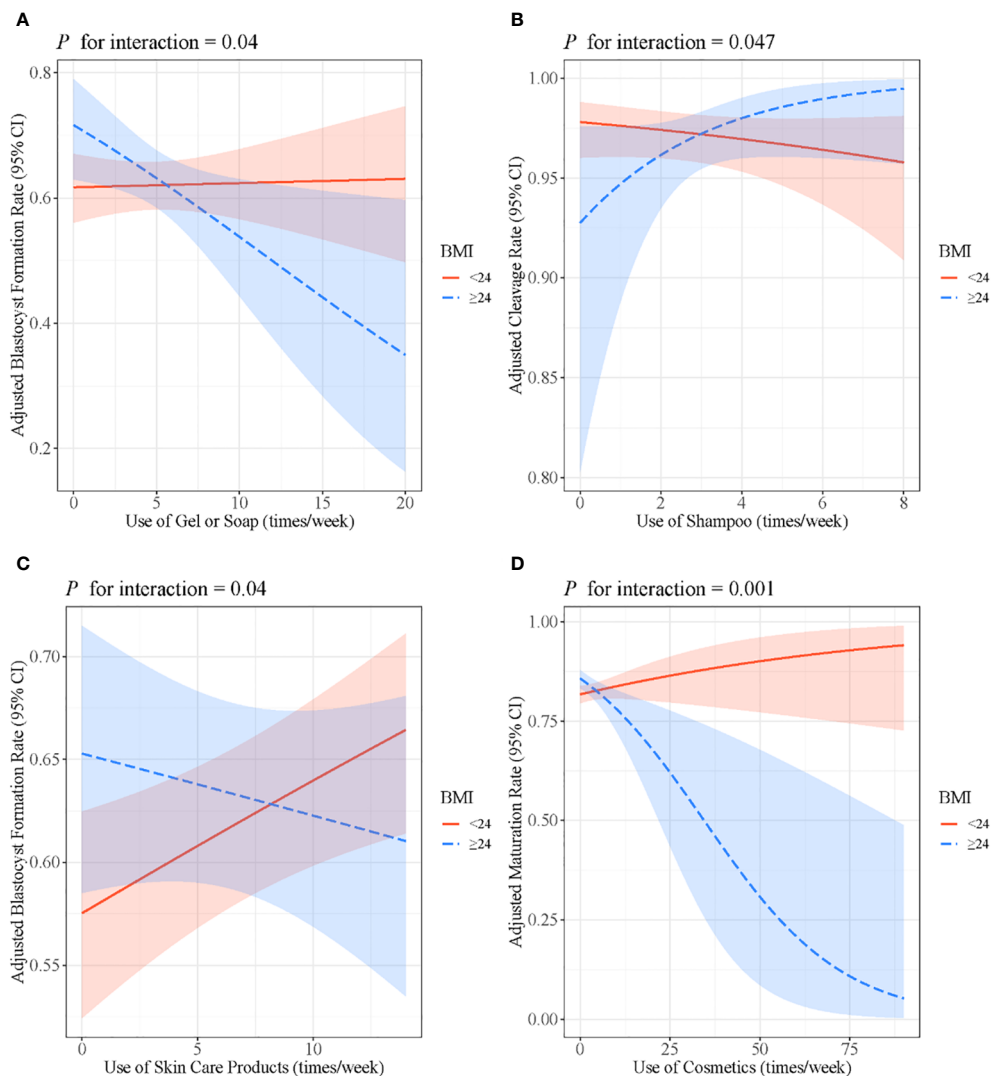 A
P for interaction = 0.04
Adjusted Blastocyst Formation Rate (95% CI)
0.8
0.6
0.4
0.2
0
5
10
15
20
Use of Gel or Soap (times/week)
BMI
<24
≥24
B
P for interaction = 0.047
Adjusted Cleavage Rate (95% CI)
1.00
0.95
0.90
0.85
0.80
0
2
4
6
8
Use of Shampoo (times/week)
BMI
<24
≥24
C
P for interaction = 0.04
Adjusted Blastocyst Formation Rate (95% CI)
0.70
0.65
0.60
0.55
0
5
10
Use of Skin Care Products (times/week)
BMI
<24
≥24
D
P for interaction = 0.001
Adjusted Maturation Rate (95% CI)
1.00
0.75
0.50
0.25
0.00
0
25
50
75
Use of Cosmetics (times/week)
BMI
<24
≥24